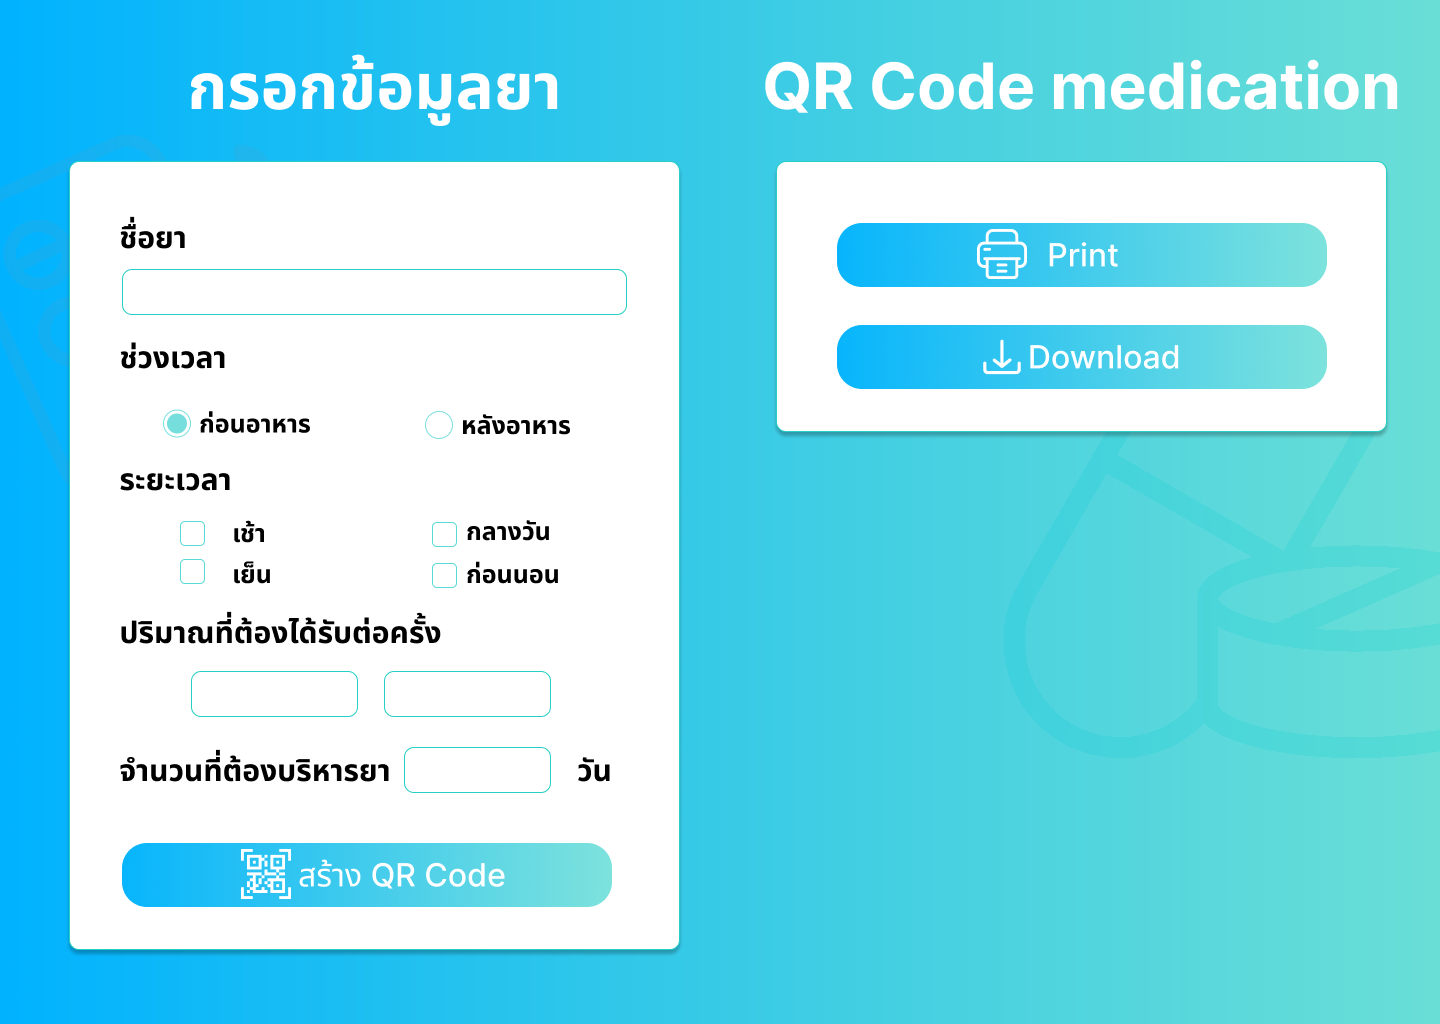 กรอกข้อมูลยา
ชื่อยา
ช่วงเวลา
ก่อนอาหาร
หลังอาหาร
ระยะเวลา
เช้า
กลางวัน
เย็น
ก่อนนอน
ปริมาณที่ต้องได้รับต่อครั้ง
จำนวนที่ต้องบริหารยา วัน
สร้าง QR Code
QR Code medication
Print
Download